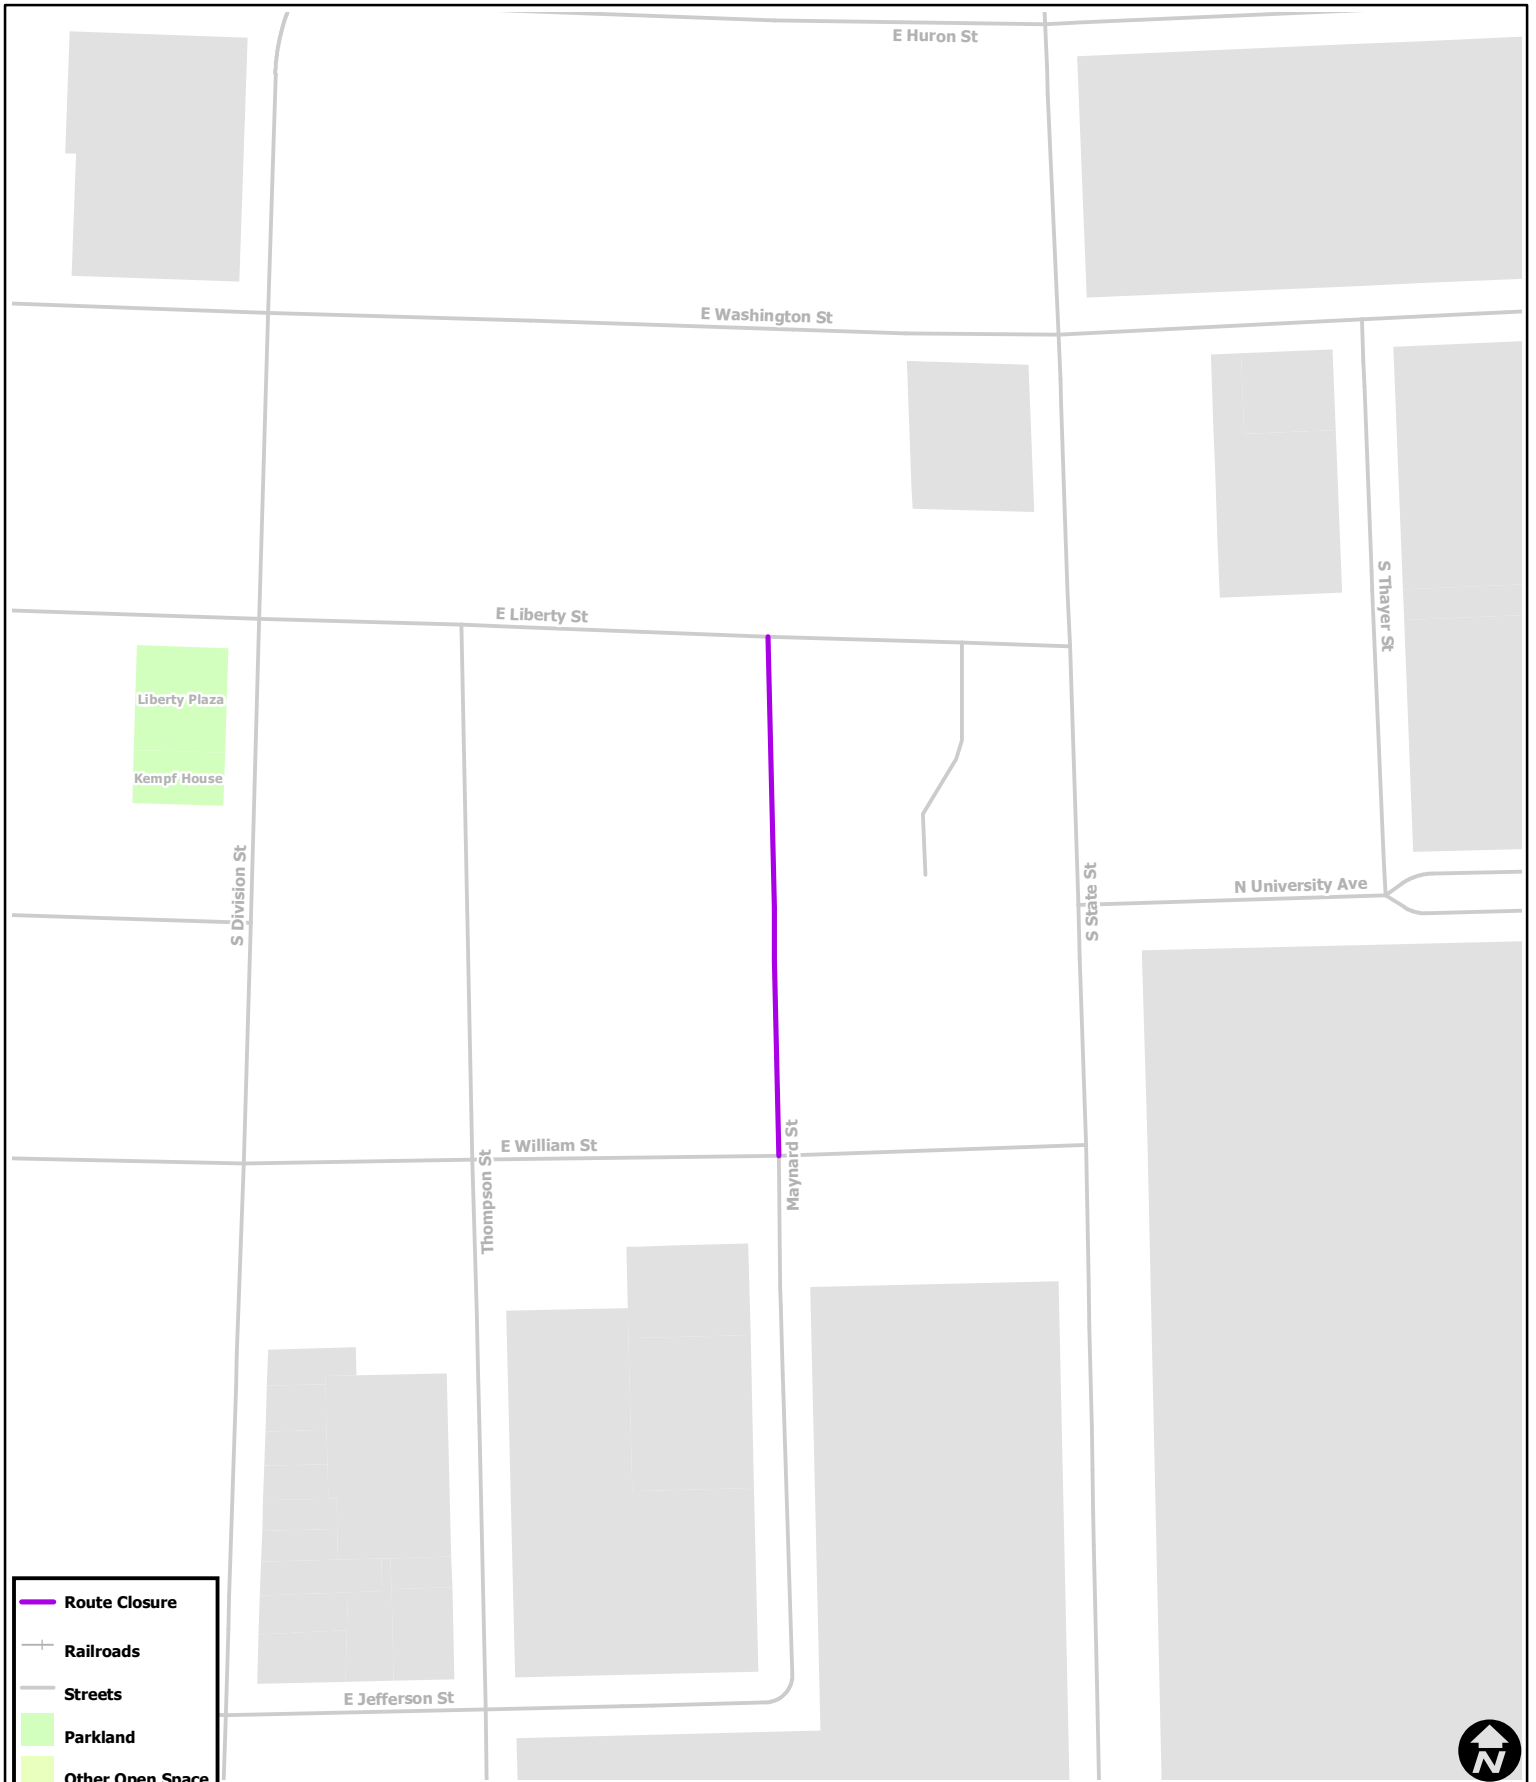 E Huron St
E Washington St
E Liberty St
S Thayer St
Liberty Plaza
Kempf House
S Division St
S State St
N University Ave
E William St
Thompson St
Maynard St
E Jefferson St
Route Closure
Railroads
Streets
Parkland
Other Open Space
N